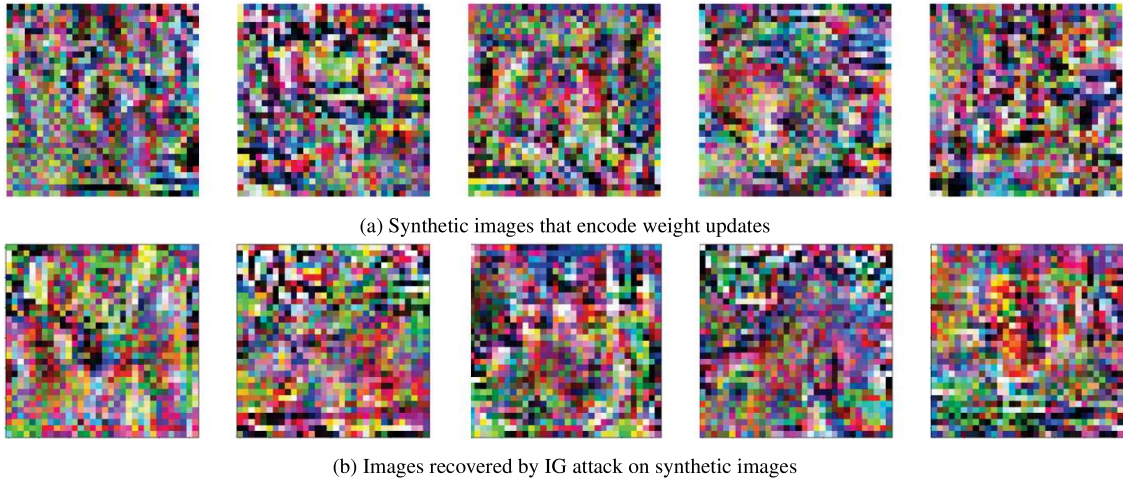 (a) Synthetic images that encode weight updates
(b) Images recovered by IG attack on synthetic images